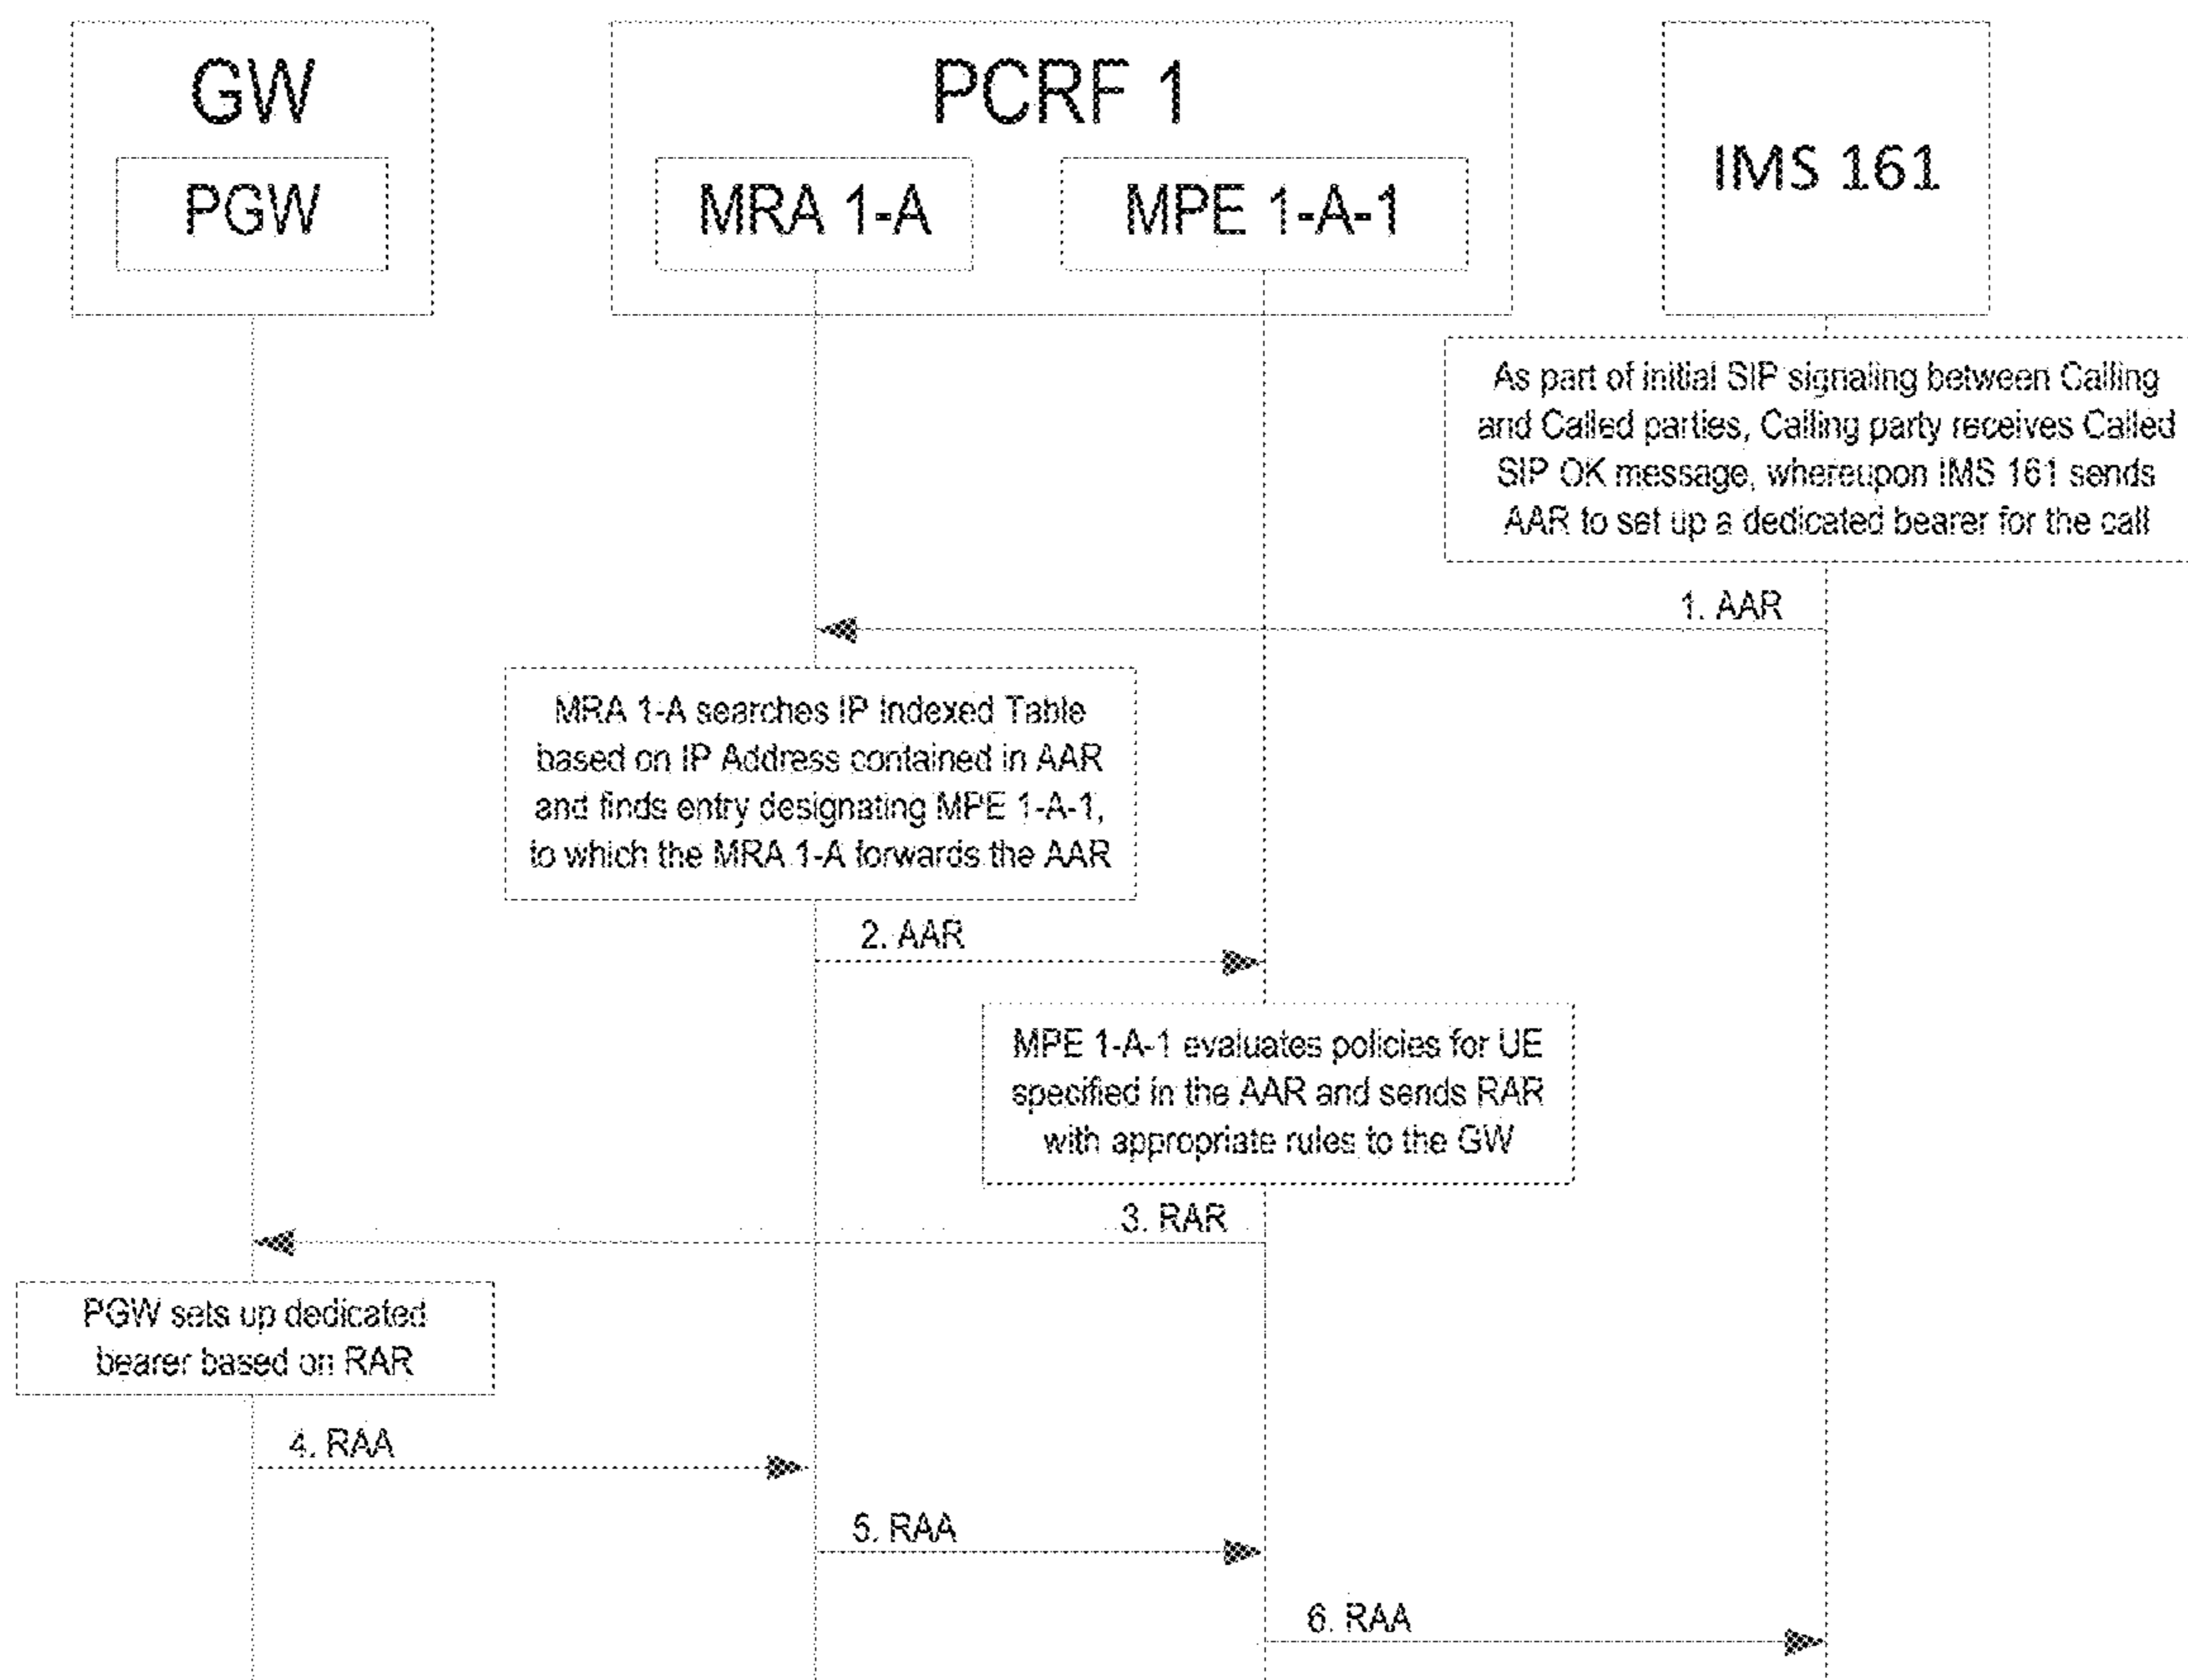 GW
PCRF 1
IMS 161
PGW
MRA 1-A
MPE 1-A-1
As part of initial SIP signaling between Calling
and Called parties, Calling party receives Called
SIP OK message, whereupon IMS 161 sends
AAR to set up a dedicated bearer for the call
1. AAR
MRA 1-A searches IP Indexed Table
based on IP Address contained in AAR
and finds entry designating MPE 1-A-1,
to which the MRA 1-A forwards the AAR
2. AAR
MPE 1-A-1 evaluates policies for UE
specified in the AAR and sends RAR
with appropriate rules to the GW
3. RAR
PGW sets up dedicated
bearer based on RAR
4. RAA
5. RAA
6. RAA